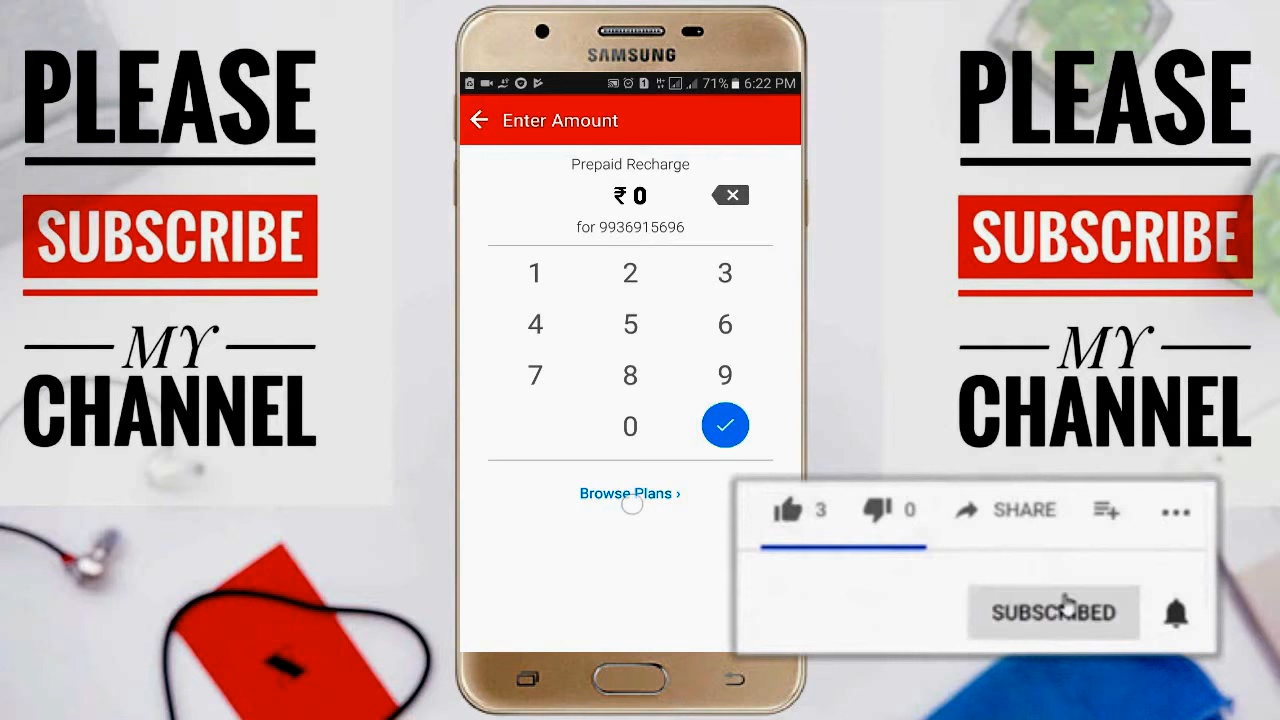 PLEASE
SUBSCRIBE
MY
CHANNEL
SAMSUNG
71% 6:22 PM
Enter Amount
Prepaid Recharge
₹ 0
for 9936915696
1 2 3
4 5 6
7 8 9
0
Browse Plans ›
PLEASE
SUBSCRIBE
MY
CHANNEL
3 0 SHARE
SUBSCRIBED